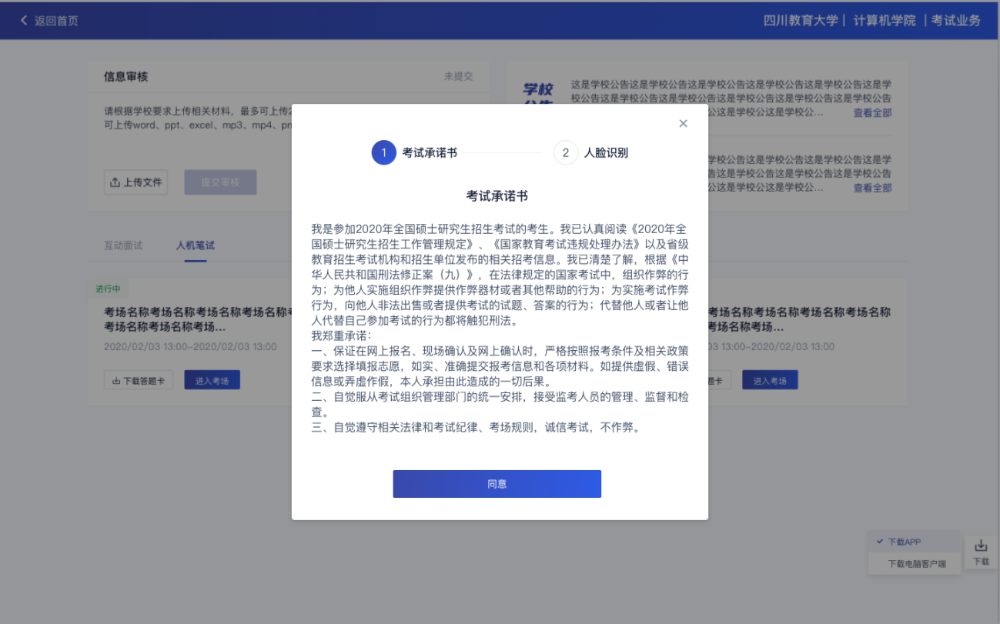 返回首页
四川教育大学 | 计算机学院 | 考试业务
信息审核
未提交
请根据学校要求上传相关材料，最多可上传2
可上传word、ppt、excel、mp3、mp4、pn
上传文件
提交审核
学校
这是学校公告这是学校公告这是学校公告这是学校公告这是学校公告这是学
校公告这是学校公告这是学校公告这是学校公告这是学校公告这是学校公告
公这是学校公这是学校公...
查看全部
学校公告这是学校公告这是学校公告这是学
告这是学校公告这是学校公告这是学校公告
公这是学校公这是学校公...
查看全部
互动面试
人机笔试
进行中
考场名称考场名称考场名称考场名称
考场名称考场名称考场...
2020/02/03 13:00-2020/02/03 13:00
下载答题卡
进入考场
考场名称考场名称考场名称考场名称
考场名称考场...
03 13:00-2020/02/03 13:00
题卡
进入考场
1 考试承诺书
2 人脸识别
考试承诺书
我是参加2020年全国硕士研究生招生考试的考生。我已认真阅读《2020年全
国硕士研究生招生工作管理规定》、《国家教育考试违规处理办法》以及省级
教育招生考试机构和招生单位发布的相关招考信息。我已清楚了解，根据《中
华人民共和国刑法修正案（九）》，在法律规定的国家考试中，组织作弊的行
为；为他人实施组织作弊提供作弊器材或者其他帮助的行为；为实施考试作弊
行为，向他人非法出售或者提供考试的试题、答案的行为；代替他人或者让他
人代替自己参加考试的行为都将触犯刑法。
我郑重承诺：
一、保证在网上报名、现场确认及网上确认时，严格按照报考条件及相关政策
要求选择填报志愿，如实、准确提交报考信息和各项材料。如提供虚假、错误
信息或弄虚作假，本人承担由此造成的一切后果。
二、自觉服从考试组织管理部门的统一安排，接受监考人员的管理、监督和检
查。
三、自觉遵守相关法律和考试纪律、考场规则，诚信考试，不作弊。
同意
下载APP
下载电脑客户端
下载